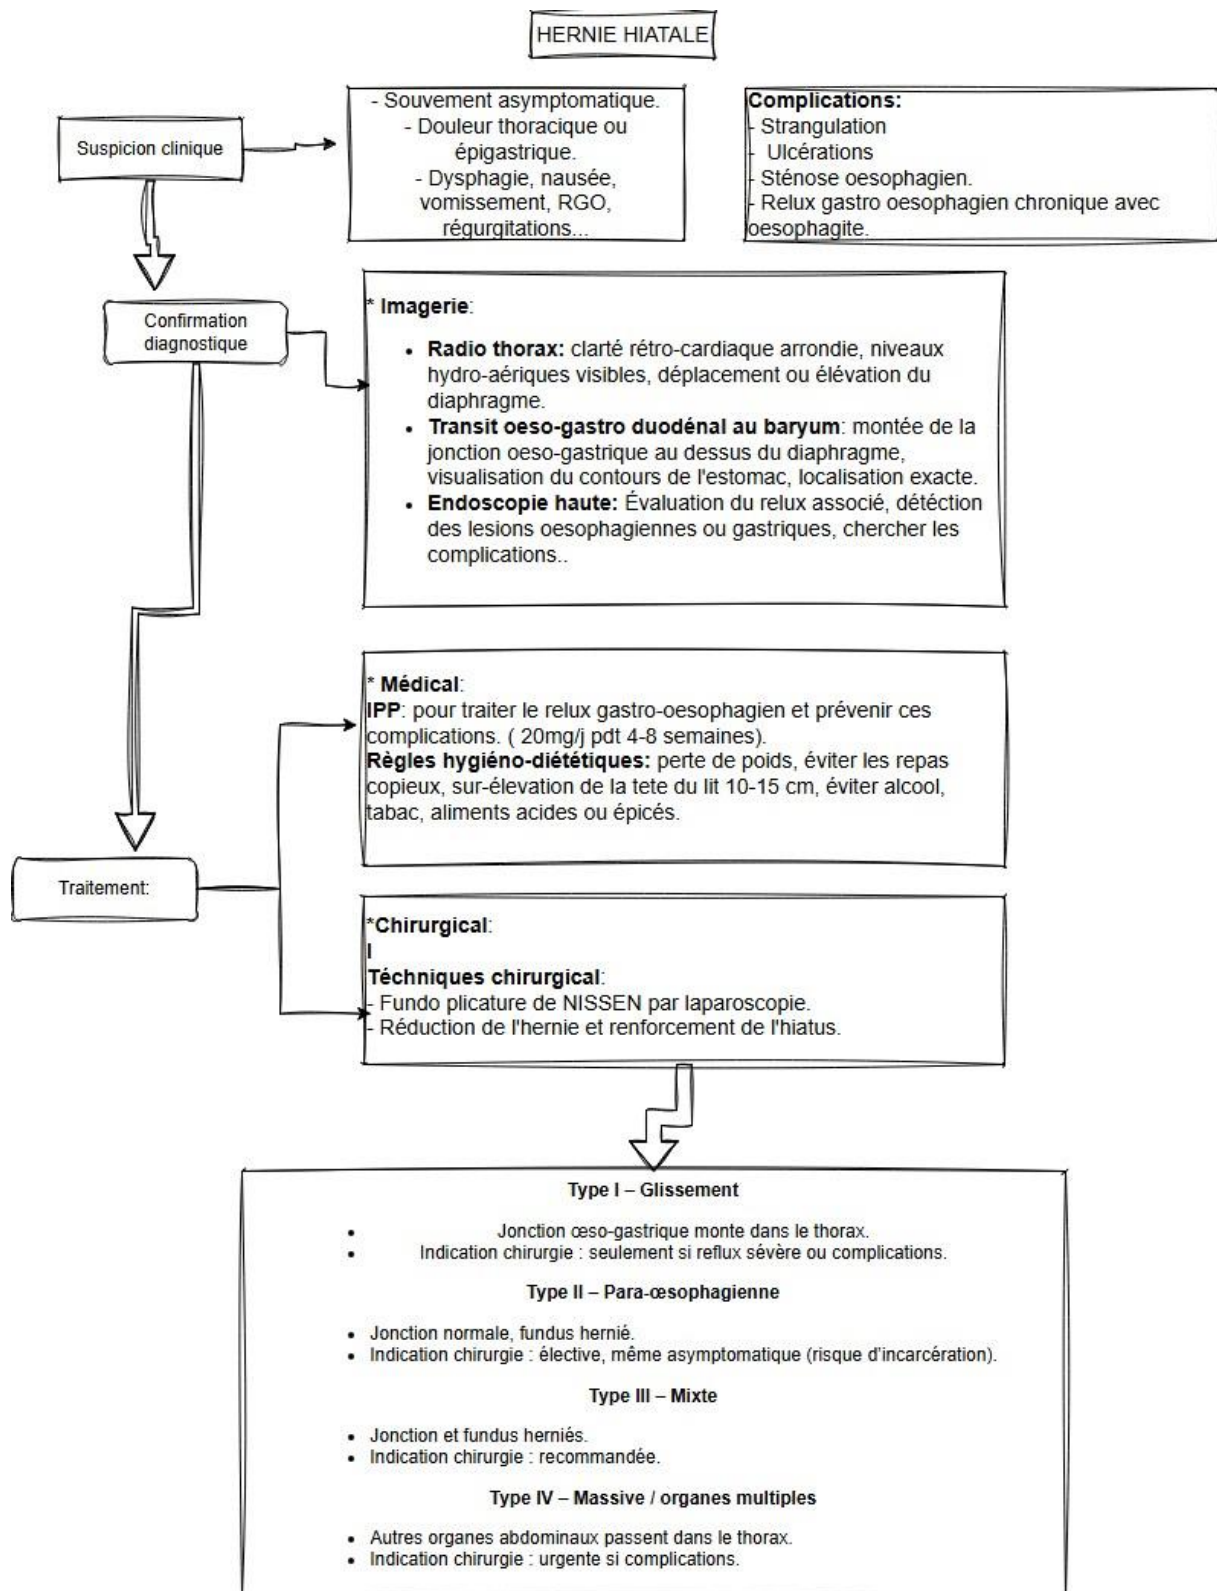 HERNIE HIATALE
Suspicion clinique
- Souvement asymptomatique.
- Douleur thoracique ou
épigastrique.
- Dysphagie, nausée,
vomissement, RGO,
régurgitations...
Complications:
- Strangulation
- Ulcérations
- Sténose oesophagien.
- Relux gastro oesophagien chronique avec
oesophagite.
Confirmation
diagnostique
* Imagerie:
• Radio thorax: clarté rétro-cardiaque arrondie, niveaux
hydro-aériques visibles, déplacement ou élévation du
diaphragme.
• Transit oeso-gastro duodénal au baryum: montée de la
jonction oeso-gastrique au dessus du diaphragme,
visualisation du contours de l'estomac, localisation exacte.
• Endoscopie haute: Évaluation du relux associé, détéction
des lesions oesophagiennes ou gastriques, chercher les
complications..
* Médical:
IPP: pour traiter le relux gastro-oesophagien et prévenir ces
complications. ( 20mg/j pdt 4-8 semaines).
Règles hygiéno-diététiques: perte de poids, éviter les repas
copieux, sur-élevation de la tete du lit 10-15 cm, éviter alcool,
tabac, aliments acides ou épicés.
Traitement:
*Chirurgical:
I
Téchniques chirurgical:
- Fundo plicature de NISSEN par laparoscopie.
- Réduction de l'hernie et renforcement de l'hiatus.
Type I – Glissement
• Jonction œso-gastrique monte dans le thorax.
• Indication chirurgie : seulement si reflux sévère ou complications.
Type II – Para-œsophagienne
• Jonction normale, fundus hernié.
• Indication chirurgie : élective, même asymptomatique (risque d'incarcération).
Type III – Mixte
• Jonction et fundus herniés.
• Indication chirurgie : recommandée.
Type IV – Massive / organes multiples
• Autres organes abdominaux passent dans le thorax.
• Indication chirurgie : urgente si complications.